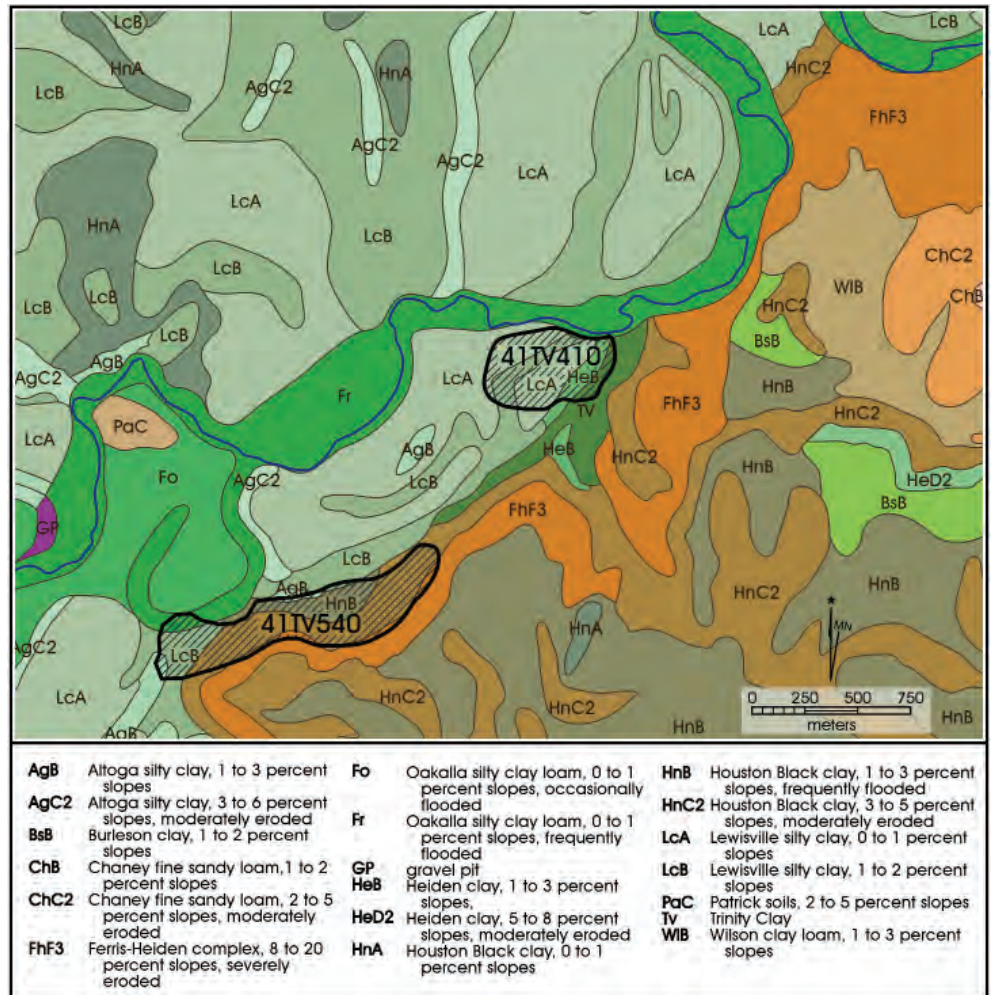 LcB
LcA
LcB
HnA
HnA
HnC2
LcB
AgC2
FhF3
AgC2
AgC2
LcA
LcA
LcA
HnA
LcB
ChC2
LcB
WlB
ChB
LcB
LcB
HnC2
LcB
BsB
AgB
41TV410
AgC2
LcA
LcA
HeB
HnB
Fr
FhF3
TV
HnC2
PaC
LcA
AgB
HeB
HnC2
HnB
Fo
AgC2
LcB
HeD2
BsB
GP
FhF3
LcB
AgB
HnB
HnB
HnC2
41TV540
HnA
MN
AgC2
LcB
LcA
HnC2
HnC2
0 250 500 750
meters
HnB
HnB
AgB
AgB Altoga silty clay, 1 to 3 percent
slopes
AgC2 Altoga silty clay, 3 to 6 percent
slopes, moderately eroded
BsB Burleson clay, 1 to 2 percent
slopes
ChB Chaney fine sandy loam,1 to 2
percent slopes
ChC2 Chaney fine sandy loam, 2 to 5
percent slopes, moderately
eroded
FhF3 Ferris-Heiden complex, 8 to 20
percent slopes, severely
eroded
Fo Oakalla silty clay loam, 0 to 1
percent slopes, occasionally
flooded
Fr Oakalla silty clay loam, 0 to 1
percent slopes, frequently
flooded
GP gravel pit
HeB Heiden clay, 1 to 3 percent
slopes,
HeD2 Heiden clay, 5 to 8 percent
slopes, moderately eroded
HnA Houston Black clay, 0 to 1
percent slopes
HnB Houston Black clay, 1 to 3 percent
slopes, frequently flooded
HnC2 Houston Black clay, 3 to 5 percent
slopes, moderately eroded
LcA Lewisville silty clay, 0 to 1 percent
slopes
LcB Lewisville silty clay, 1 to 2 percent
slopes
PaC Patrick soils, 2 to 5 percent slopes
Tv Trinity Clay
WlB Wilson clay loam, 1 to 3 percent
slopes